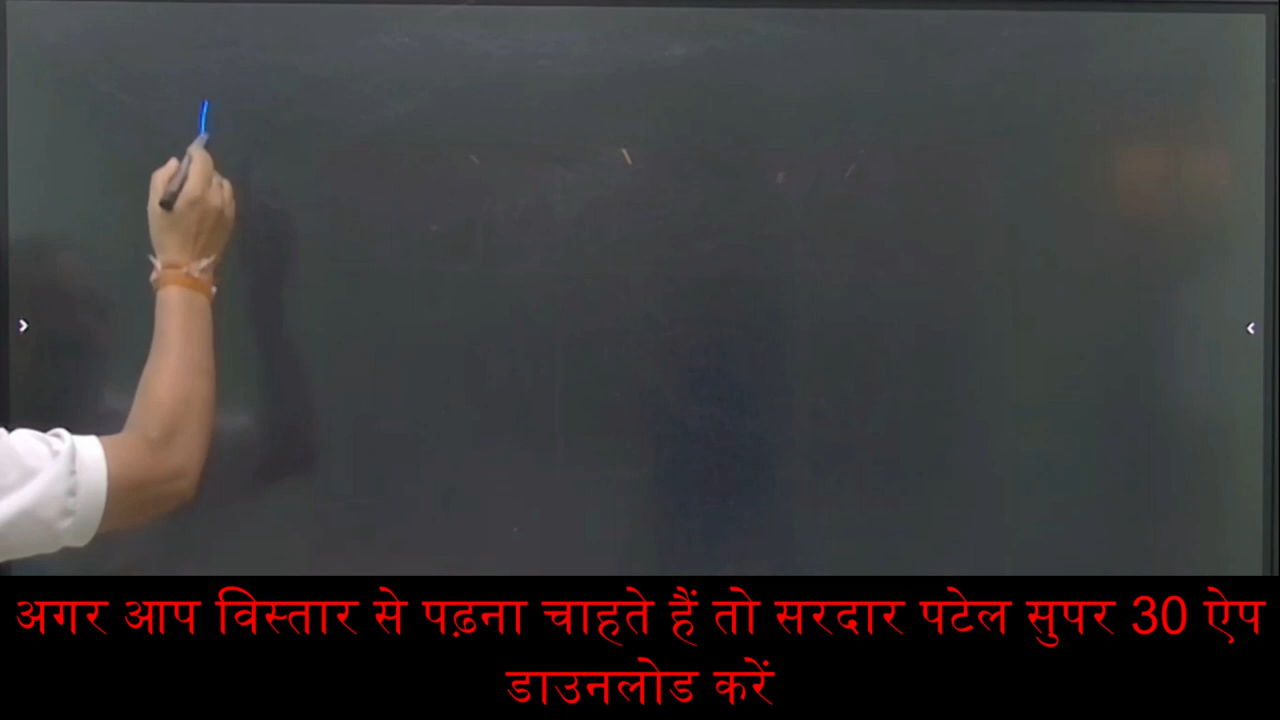 अगर आप विस्तार से पढ़ना चाहते हैं तो सरदार पटेल सुपर 30 ऐप
डाउनलोड करें